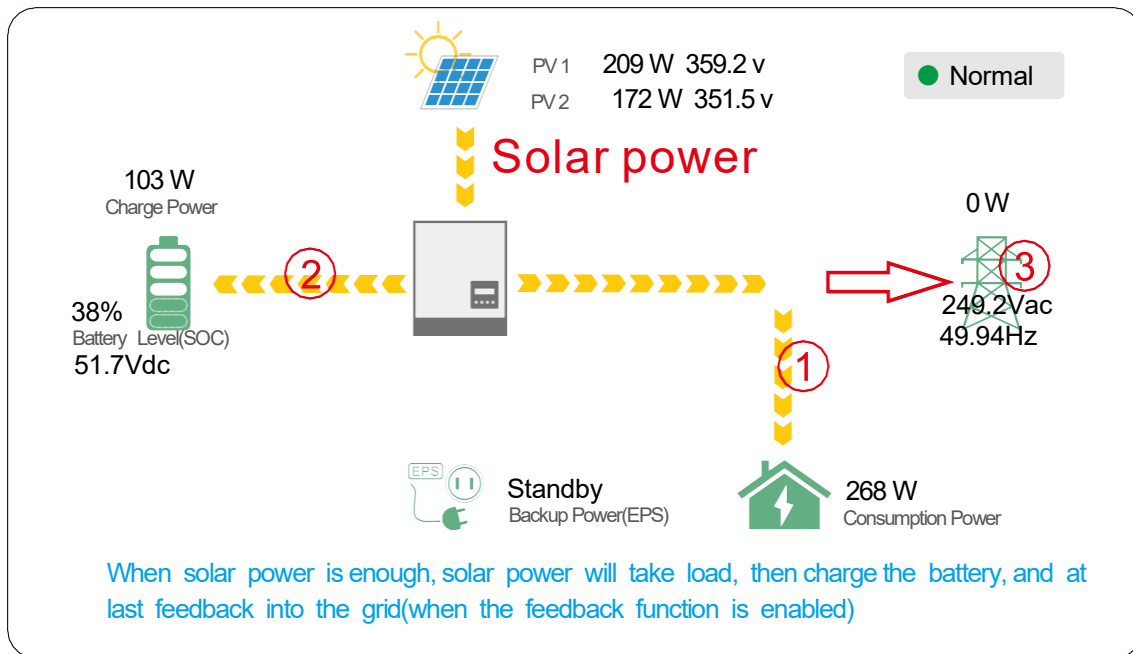 PV 1 209 W 359.2 v
PV 2 172 W 351.5 v
Normal
Solar power
103 W
Charge Power
0 W
2
3
38%
Battery Level(SOC)
51.7Vdc
249.2Vac
49.94Hz
1
EPS
Standby
Backup Power(EPS)
268 W
Consumption Power
When solar power is enough, solar power will take load, then charge the battery, and at
last feedback into the grid(when the feedback function is enabled)